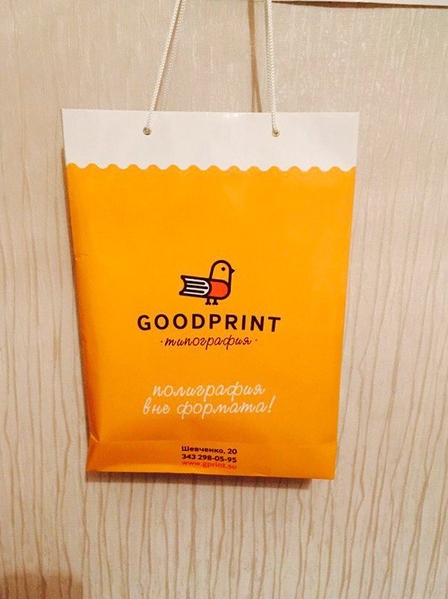 GOODPRINT
·типография·
полиграфия
вне формата!
Шевченко, 20
343 298-05-95
www.gprint.su